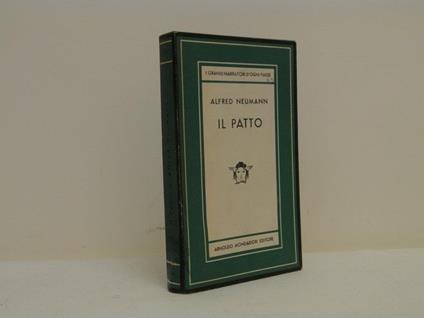 I GRANDI NARRATORI D'OGNI PAESE
ALFRED NEUMANN
IL PATTO
ARNOLDO MONDADORI EDITORE